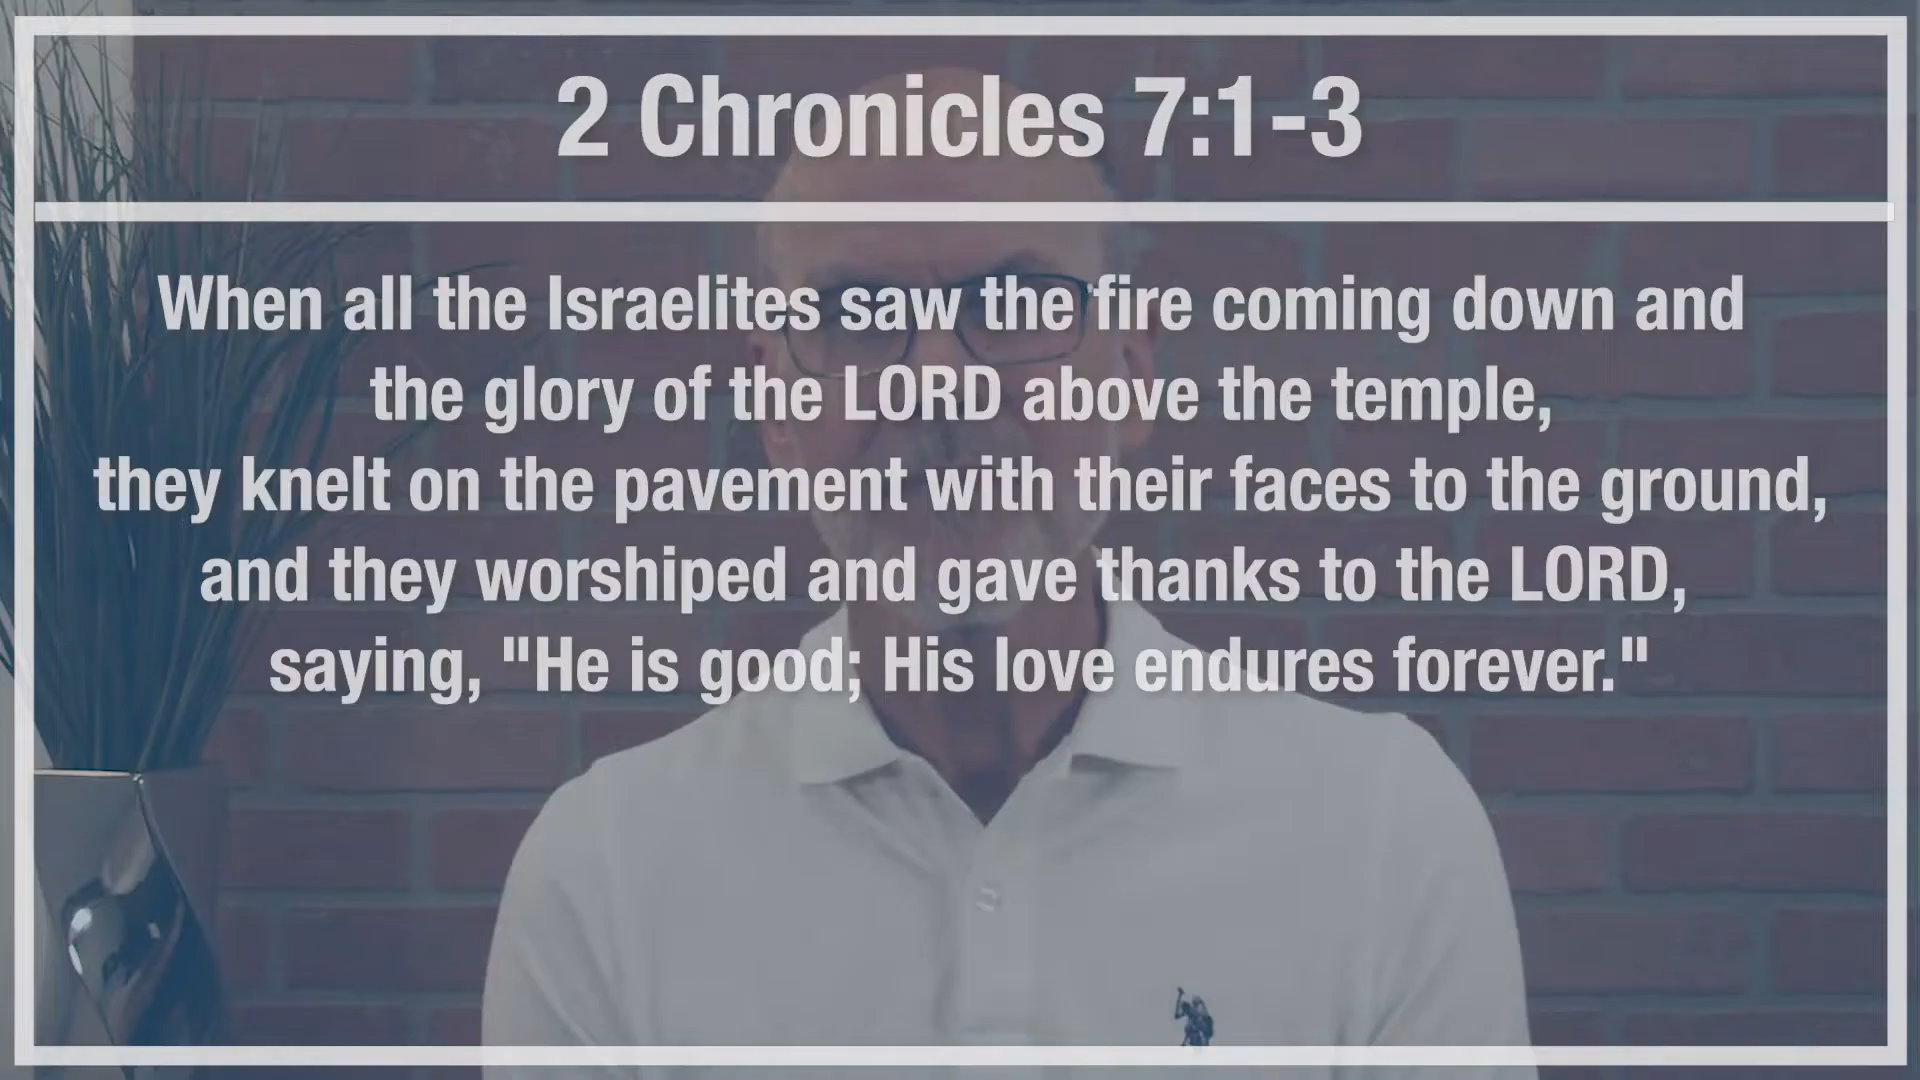 2 Chronicles 7:1-3
When all the Israelites saw the fire coming down and
the glory of the LORD above the temple,
they knelt on the pavement with their faces to the ground,
and they worshiped and gave thanks to the LORD,
saying, "He is good; His love endures forever."